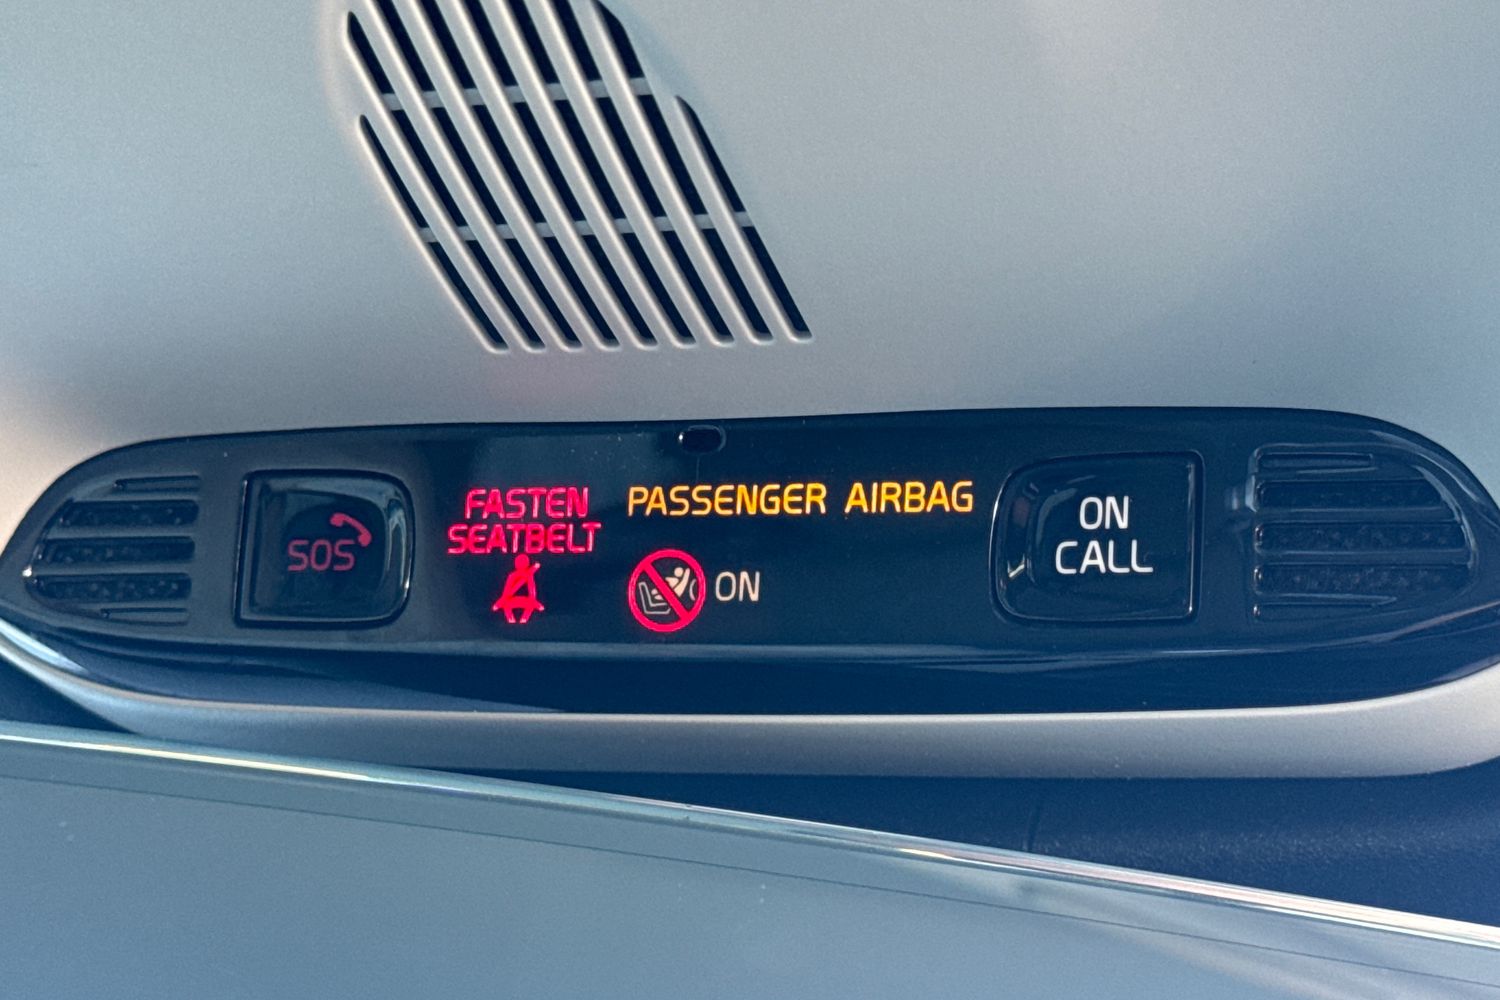 SOS
FASTEN
SEATBELT
PASSENGER AIRBAG
ON
ON
CALL